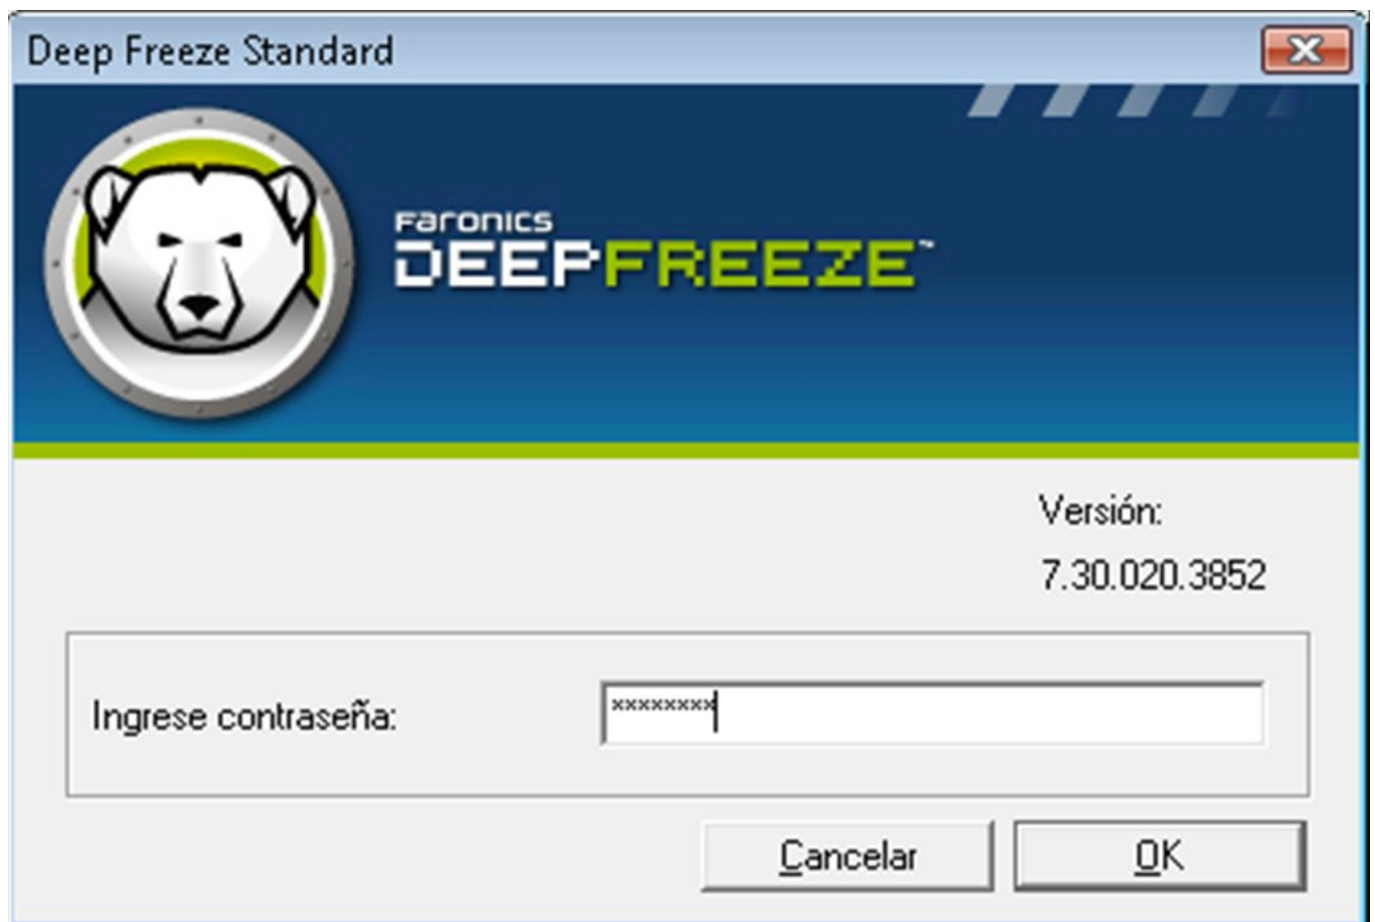 Deep Freeze Standard
FARONICS
DEEPFREEZE™
Versión:
7.30.020.3852
Ingrese contraseña:
××××××××
Cancelar
OK